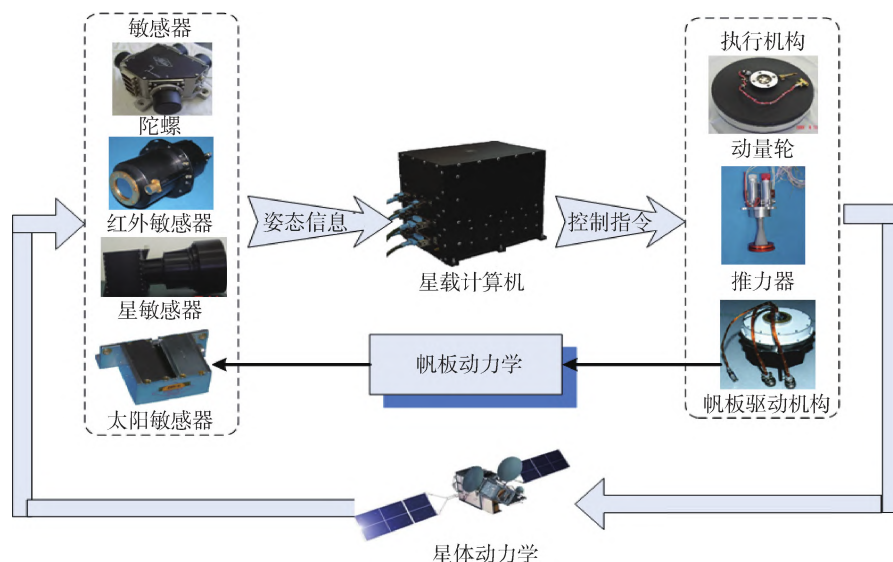 敏感器
陀螺
红外敏感器
星敏感器
太阳敏感器
姿态信息
星载计算机
控制指令
执行机构
动量轮
推力器
帆板驱动机构
帆板动力学
星体动力学